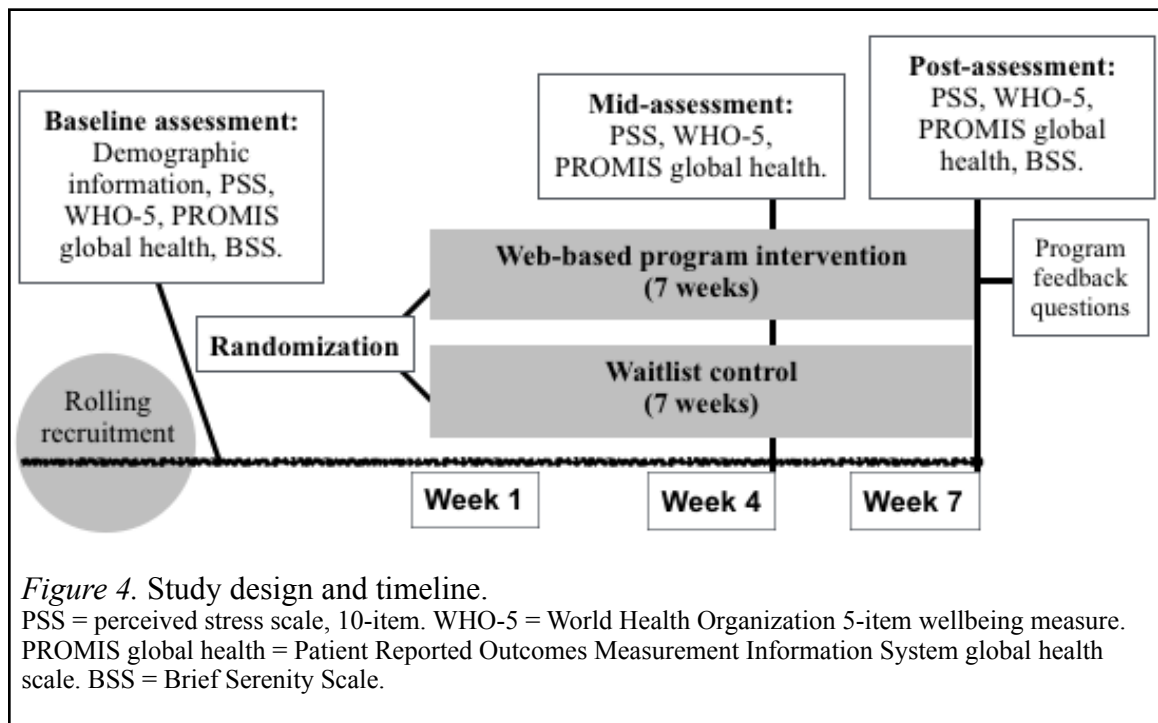 Baseline assessment:
Demographic
information, PSS,
WHO-5, PROMIS
global health, BSS.
Mid-assessment:
PSS, WHO-5,
PROMIS global health.
Post-assessment:
PSS, WHO-5,
PROMIS global
health, BSS.
Web-based program intervention
(7 weeks)
Program
feedback
questions
Randomization
Waitlist control
(7 weeks)
Rolling
recruitment
Week 1
Week 4
Week 7
Figure 4. Study design and timeline.
PSS = perceived stress scale, 10-item. WHO-5 = World Health Organization 5-item wellbeing measure.
PROMIS global health = Patient Reported Outcomes Measurement Information System global health
scale. BSS = Brief Serenity Scale.